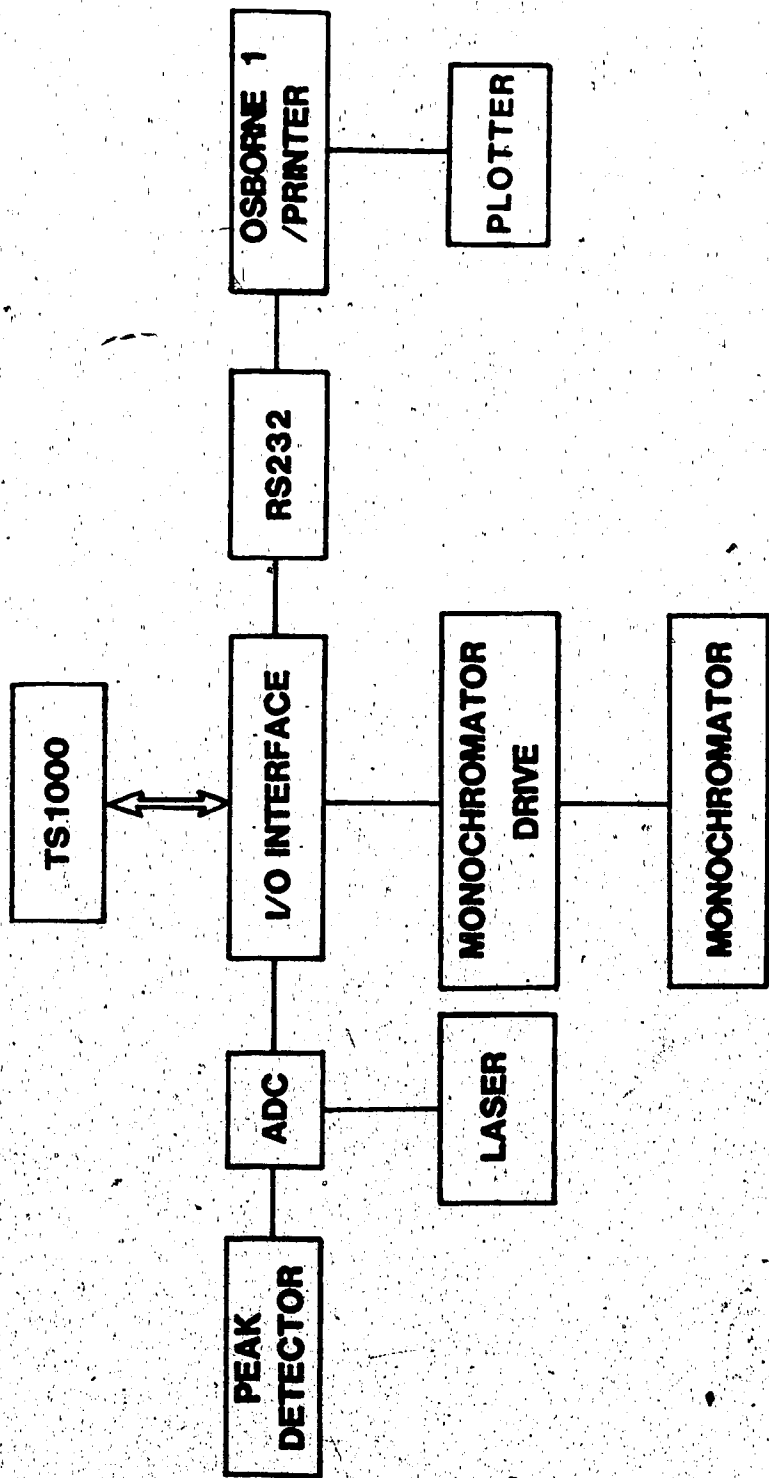 TS1000
PEAK
DETECTOR
ADC
I/O INTERFACE
RS232
OSBORNE 1
/PRINTER
LASER
MONOCHROMATOR
DRIVE
PLOTTER
MONOCHROMATOR